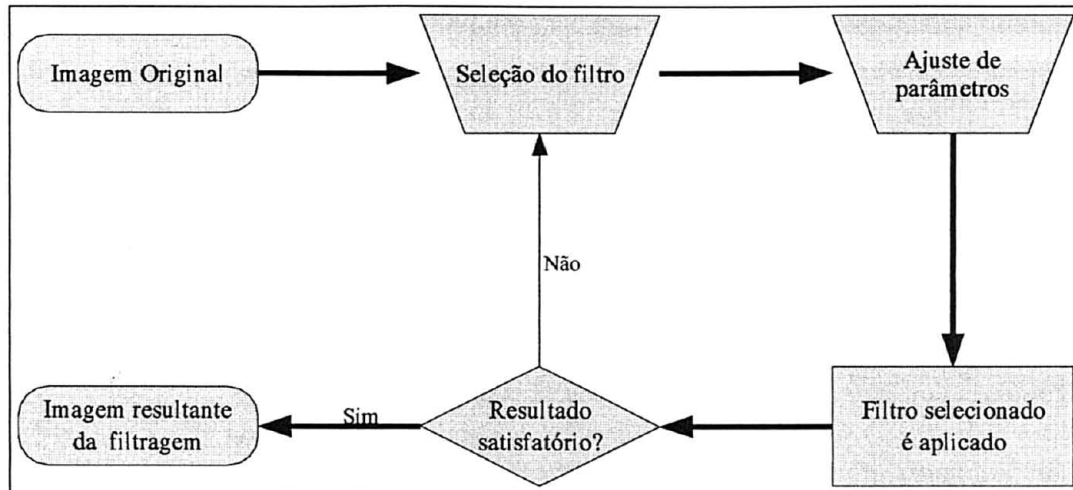 Imagem Original
Seleção do filtro
Ajuste de
parâmetros
Não
Imagem resultante
da filtragem
Sim
Resultado
satisfatório?
Filtro selecionado
é aplicado